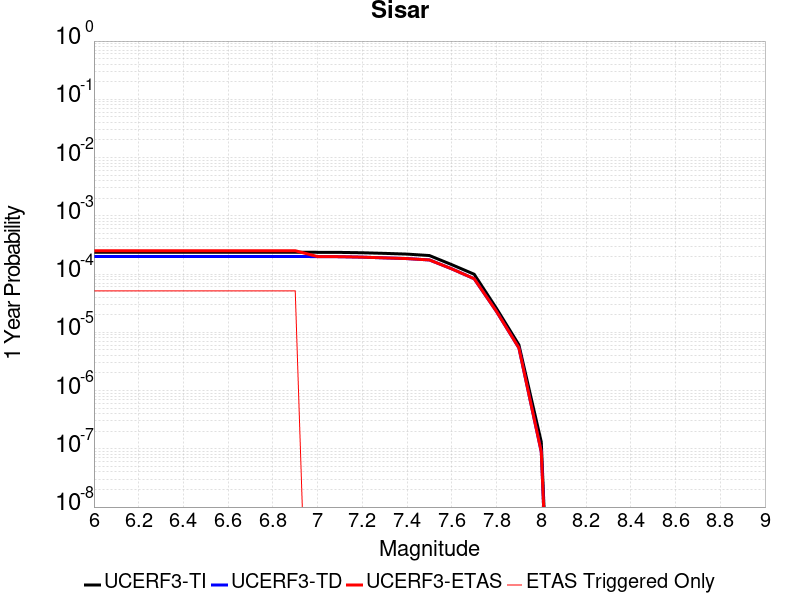 Sisar
10^0
10^-1
10^-2
10^-3
10^-4
10^-5
10^-6
10^-7
10^-8
1 Year Probability
6 6.2 6.4 6.6 6.8 7 7.2 7.4 7.6 7.8 8 8.2 8.4 8.6 8.8 9
Magnitude
UCERF3-TI UCERF3-TD UCERF3-ETAS ETAS Triggered Only